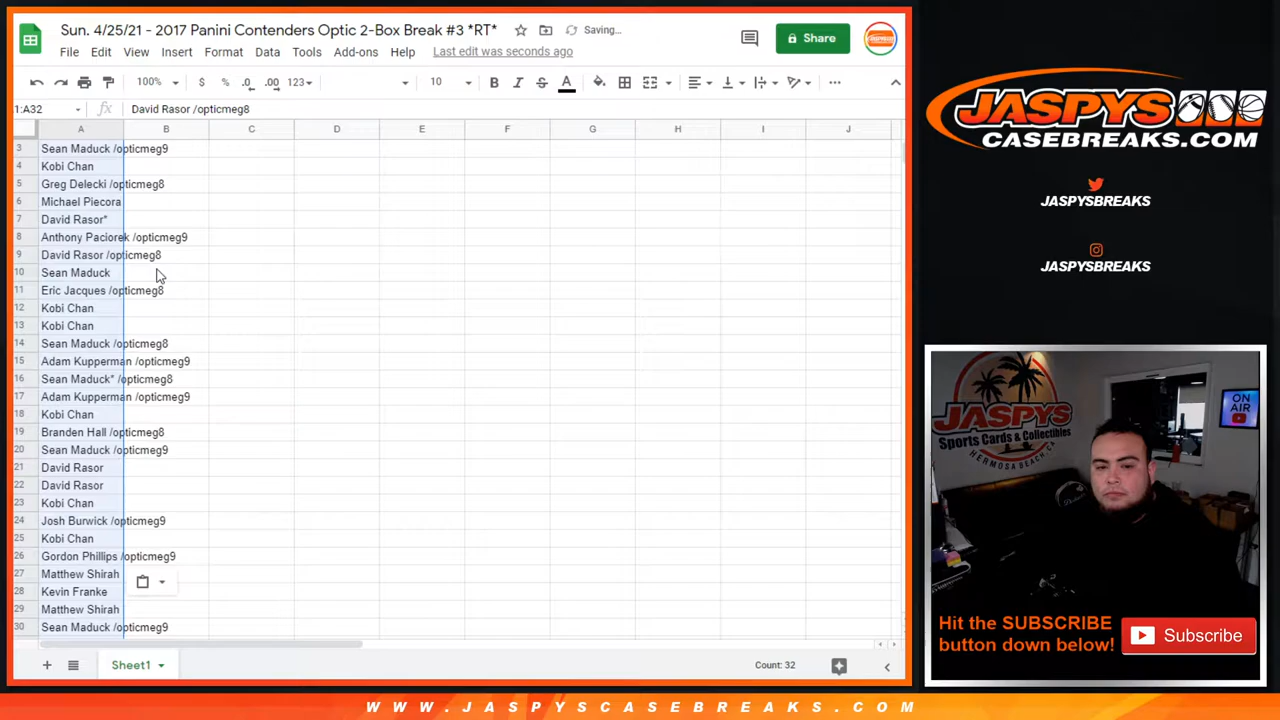 Sun. 4/25/21 - 2017 Panini Contenders Optic 2-Box Break #3 *RT*
Saving...
Share
File Edit View Insert Format Data Tools Add-ons Help Last edit was seconds ago
100% $ % .0 .00 123 10 B I S A
1:A32 fx David Rasor /opticmeg8
A B C D E F G H I J
3 Sean Maduck /opticmeg9
4 Kobi Chan
5 Greg Delecki /opticmeg8
6 Michael Piecora
7 David Rasor*
8 Anthony Paciorek /opticmeg9
9 David Rasor /opticmeg8
10 Sean Maduck
11 Eric Jacques /opticmeg8
12 Kobi Chan
13 Kobi Chan
14 Sean Maduck /opticmeg8
15 Adam Kupperman /opticmeg9
16 Sean Maduck* /opticmeg8
17 Adam Kupperman /opticmeg9
18 Kobi Chan
19 Branden Hall /opticmeg8
20 Sean Maduck /opticmeg9
21 David Rasor
22 David Rasor
23 Kobi Chan
24 Josh Burwick /opticmeg9
25 Kobi Chan
26 Gordon Phillips /opticmeg9
27 Matthew Shirah
28 Kevin Franke
29 Matthew Shirah
30 Sean Maduck /opticmeg9
Sheet1
Count: 32
JASPYS
CASEBREAKS.COM
JASPYSBREAKS
JASPYSBREAKS
JASPYS
Sports Cards & Collectibles
HERMOSA BEACH, CA
ON
AIR
Hit the SUBSCRIBE
button down below!
Subscribe
WWW.JASPYSCASEBREAKS.COM